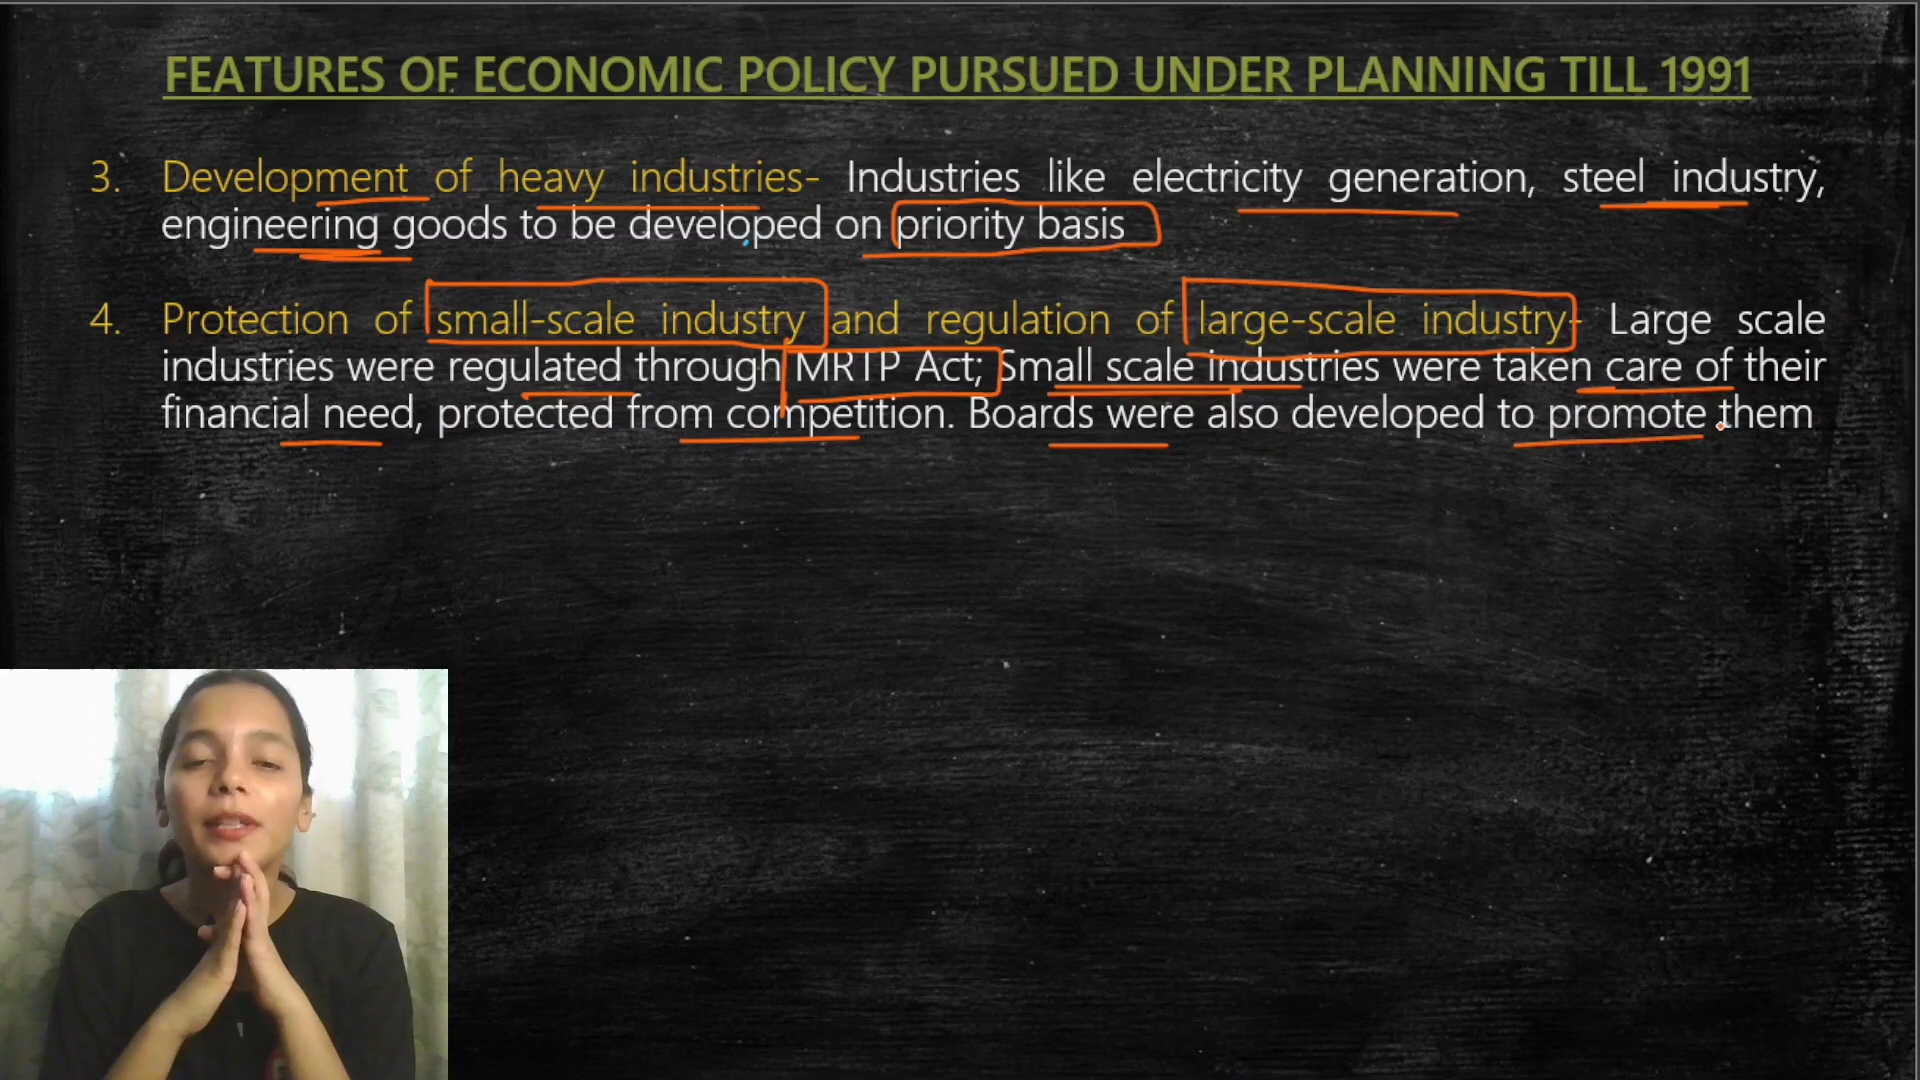 FEATURES OF ECONOMIC POLICY PURSUED UNDER PLANNING TILL 1991
3. Development of heavy industries- Industries like electricity generation, steel industry,
engineering goods to be developed on priority basis
4. Protection of small-scale industry and regulation of large-scale industry- Large scale
industries were regulated through MRTP Act; Small scale industries were taken care of their
financial need, protected from competition. Boards were also developed to promote them